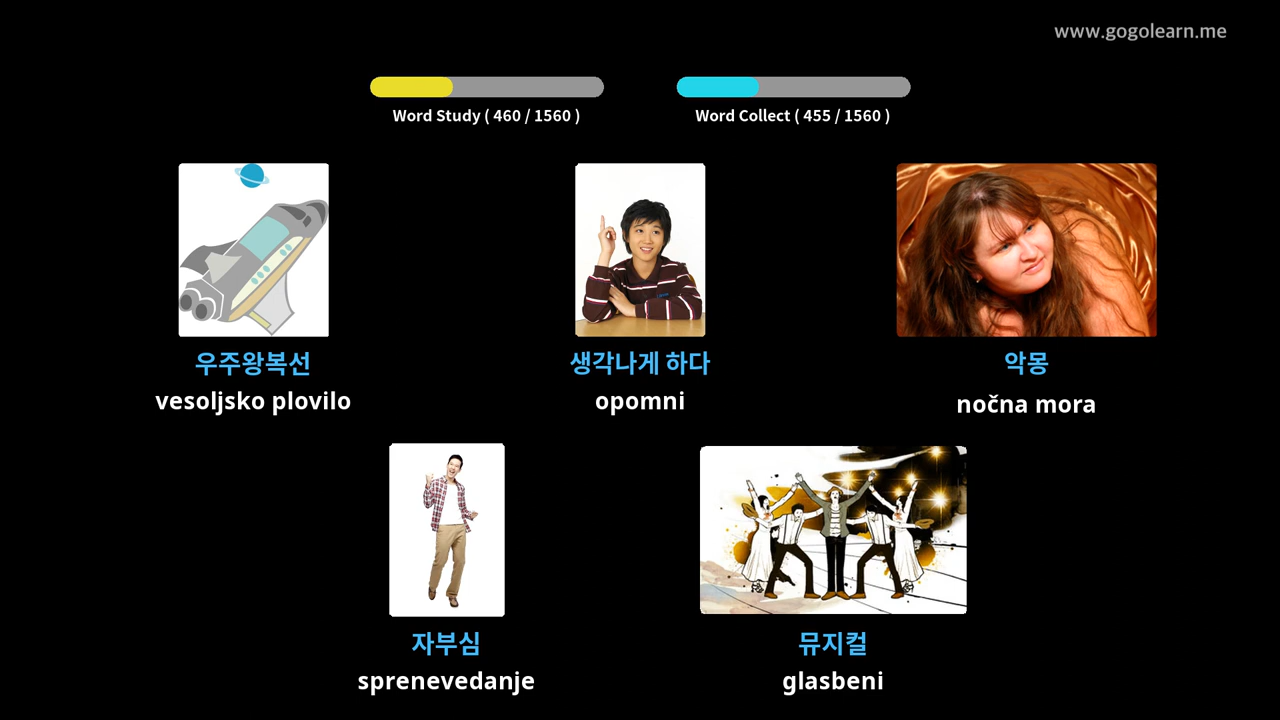 www.gogolearn.me
Word Study ( 460 / 1560 )
Word Collect ( 455 / 1560 )
우주왕복선
vesoljsko plovilo
생각나게 하다
opomni
악몽
nočna mora
자부심
sprenevedanje
뮤지컬
glasbeni